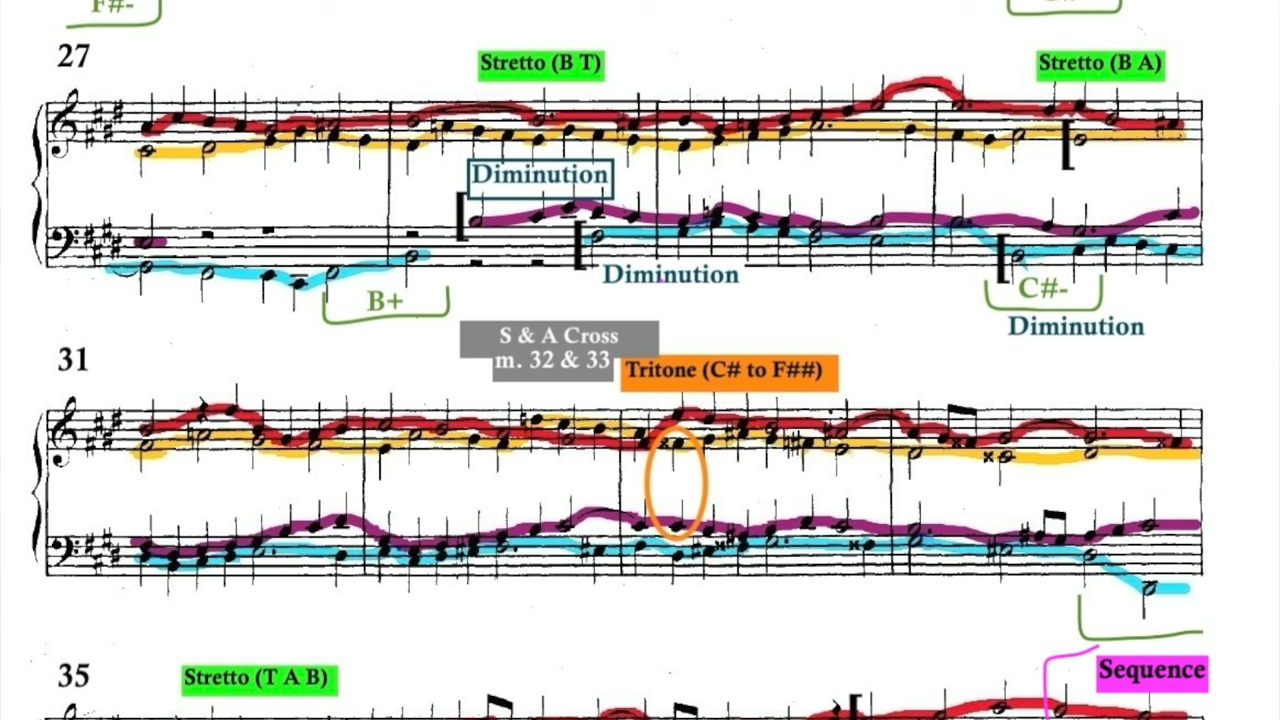 F#-
27
Stretto (B T)
Stretto (B A)
Diminution
Diminution
B+
C#-
Diminution
S & A Cross
m. 32 & 33
31
Tritone (C# to F##)
35
Stretto (T A B)
Sequence